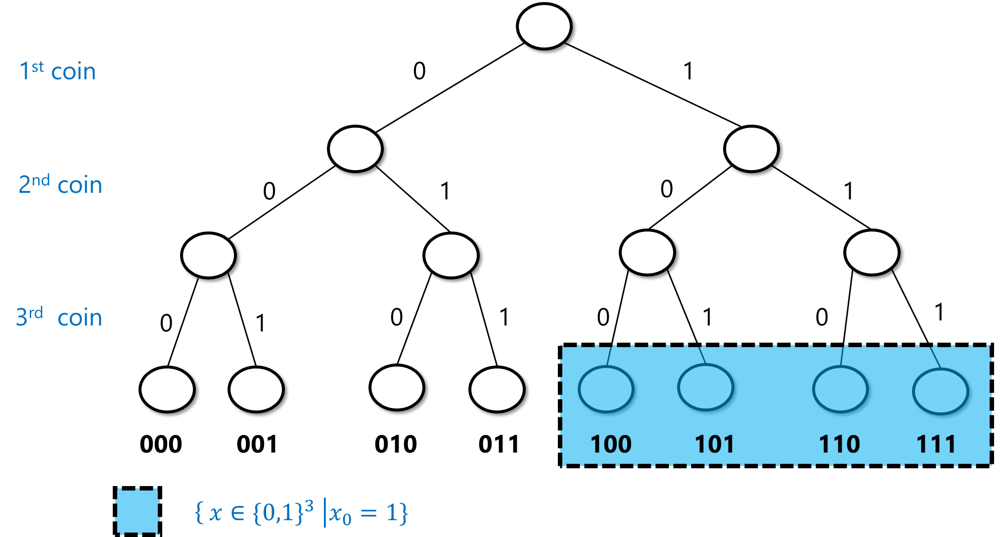 1st coin
0 1
2nd coin
0 1 0 1
3rd coin
0 1 0 1 0 1 0 1
000 001 010 011 100 101 110 111
{ x ∈ {0,1}³ |x₀ = 1}